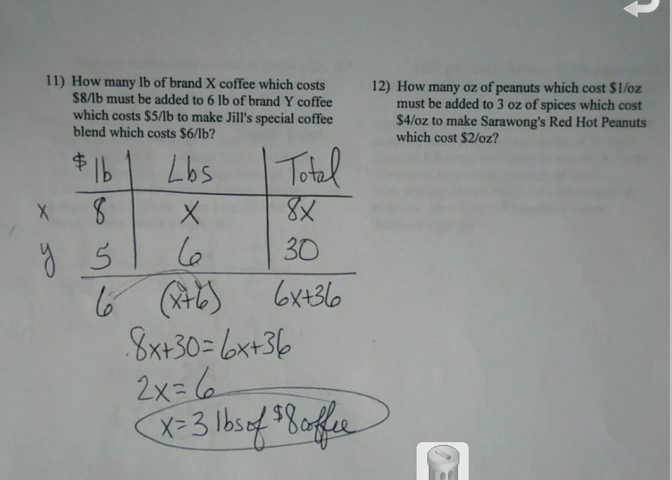 11) How many lb of brand X coffee which costs
$8/lb must be added to 6 lb of brand Y coffee
which costs $5/lb to make Jill's special coffee
blend which costs $6/lb?
$ lb Lbs Total
x 8 X 8X
y 5 6 30
6 (x+6) 6x+36
8x+30=6x+36
2x=6
x=3 lbs of $8 coffee
12) How many oz of peanuts which cost $1/oz
must be added to 3 oz of spices which cost
$4/oz to make Sarawong's Red Hot Peanuts
which cost $2/oz?